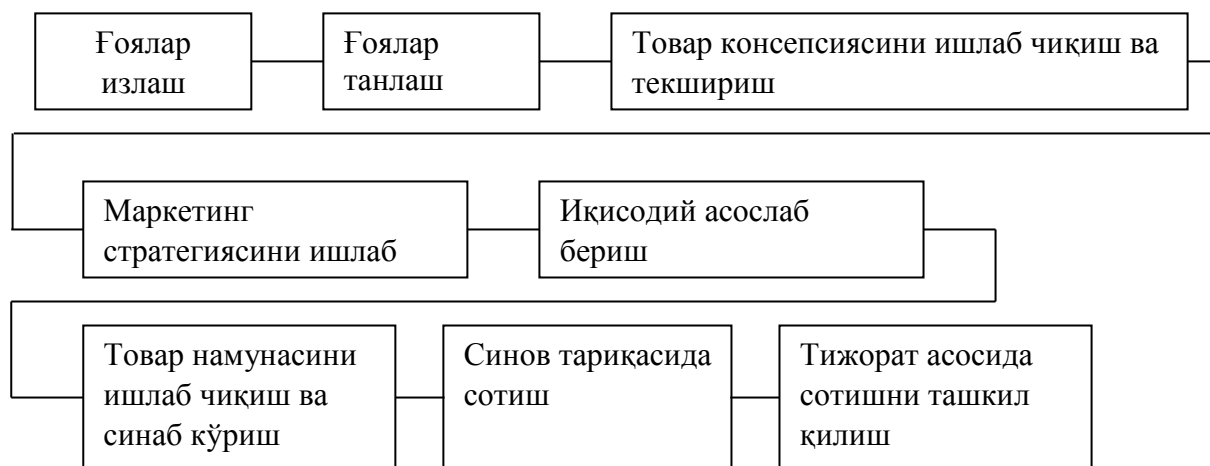 Ғоялар
излаш
Ғоялар
танлаш
Товар консепсиясини ишлаб чиқиш ва
текшириш
Маркетинг
стратегиясини ишлаб
Иқисодий асослаб
бериш
Товар намунасини
ишлаб чиқиш ва
синаб кўриш
Синов тариқасида
сотиш
Тижорат асосида
сотишни ташкил
қилиш